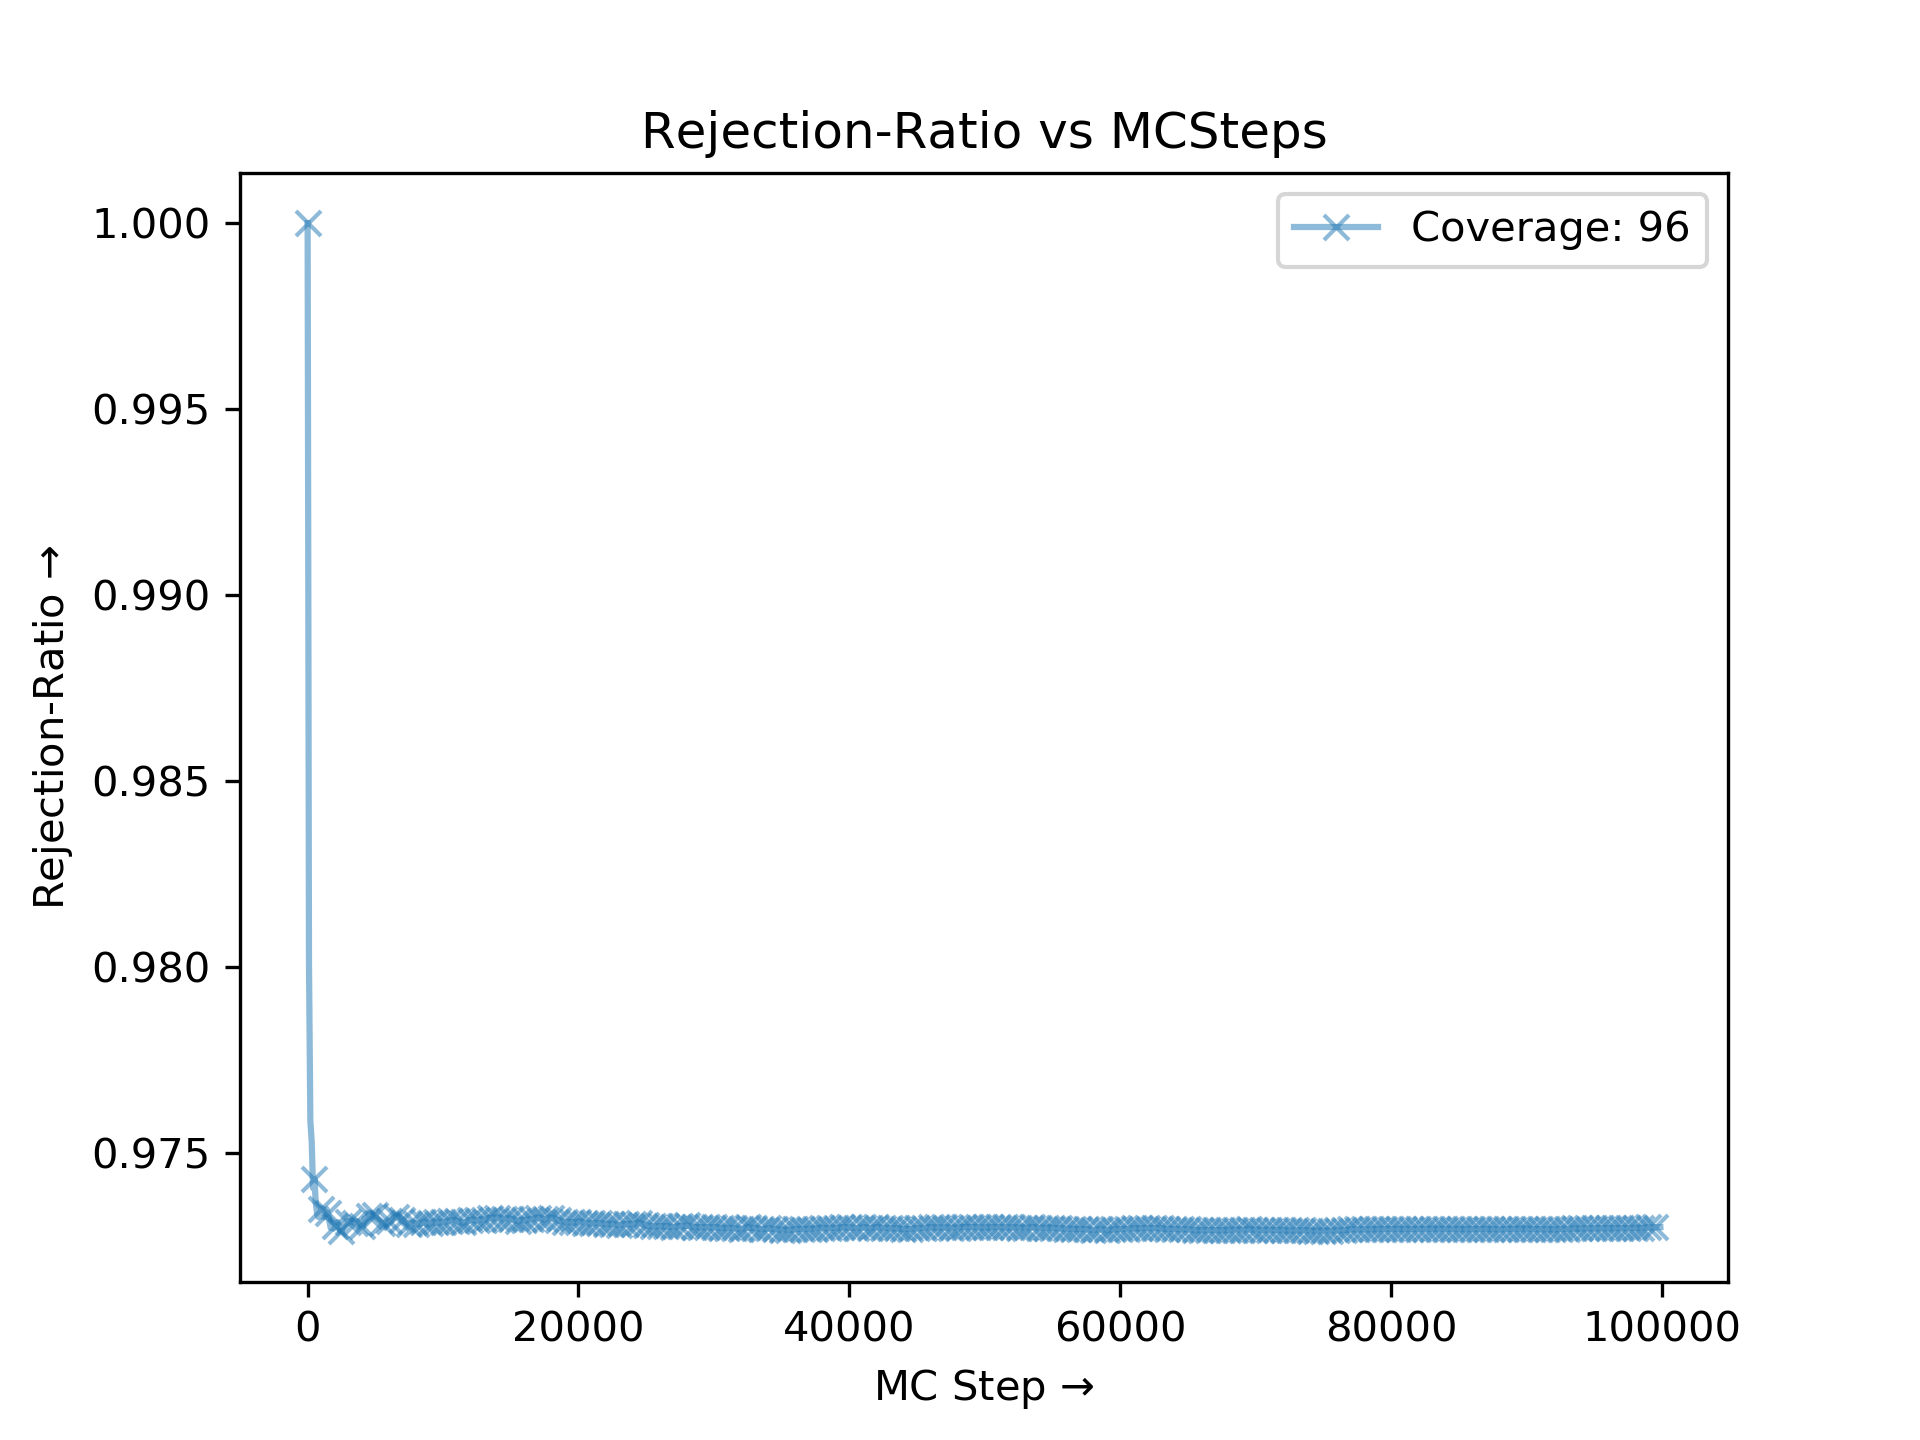 Rejection-Ratio vs MCSteps
Coverage: 96
Rejection-Ratio →
1.000
0.995
0.990
0.985
0.980
0.975
0 20000 40000 60000 80000 100000
MC Step →